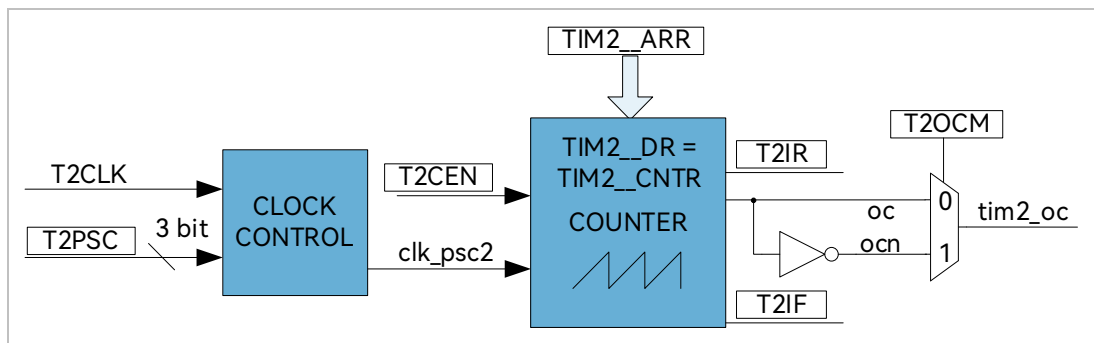 TIM2__ARR
T2OCM
T2CLK
T2PSC
3 bit
CLOCK
CONTROL
T2CEN
clk_psc2
TIM2__DR =
TIM2__CNTR
COUNTER
T2IR
oc
ocn
T2IF
0
1
tim2_oc